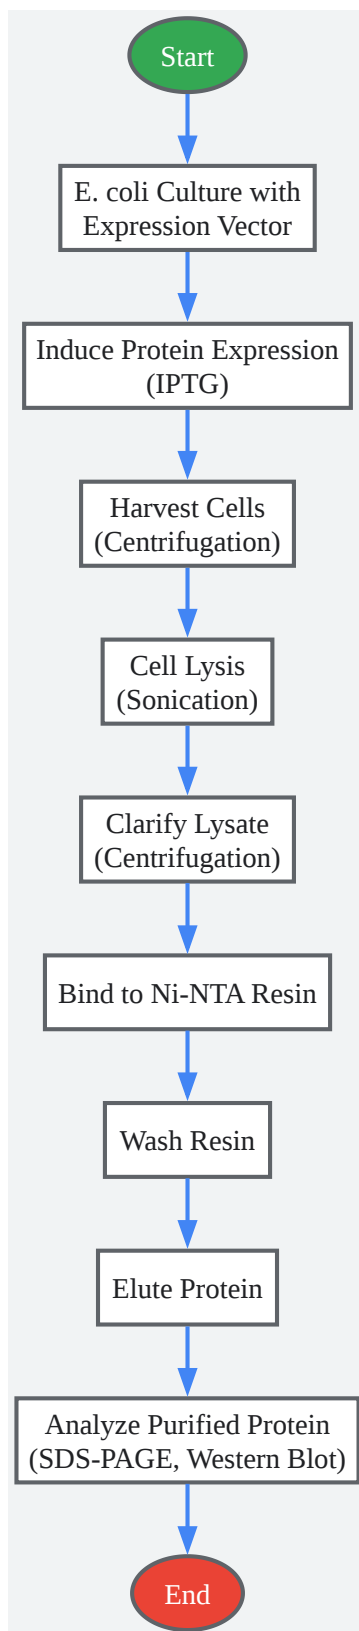 Start
E. coli Culture with
Expression Vector
Induce Protein Expression
(IPTG)
Harvest Cells
(Centrifugation)
Cell Lysis
(Sonication)
Clarify Lysate
(Centrifugation)
Bind to Ni-NTA Resin
Wash Resin
Elute Protein
Analyze Purified Protein
(SDS-PAGE, Western Blot)
End